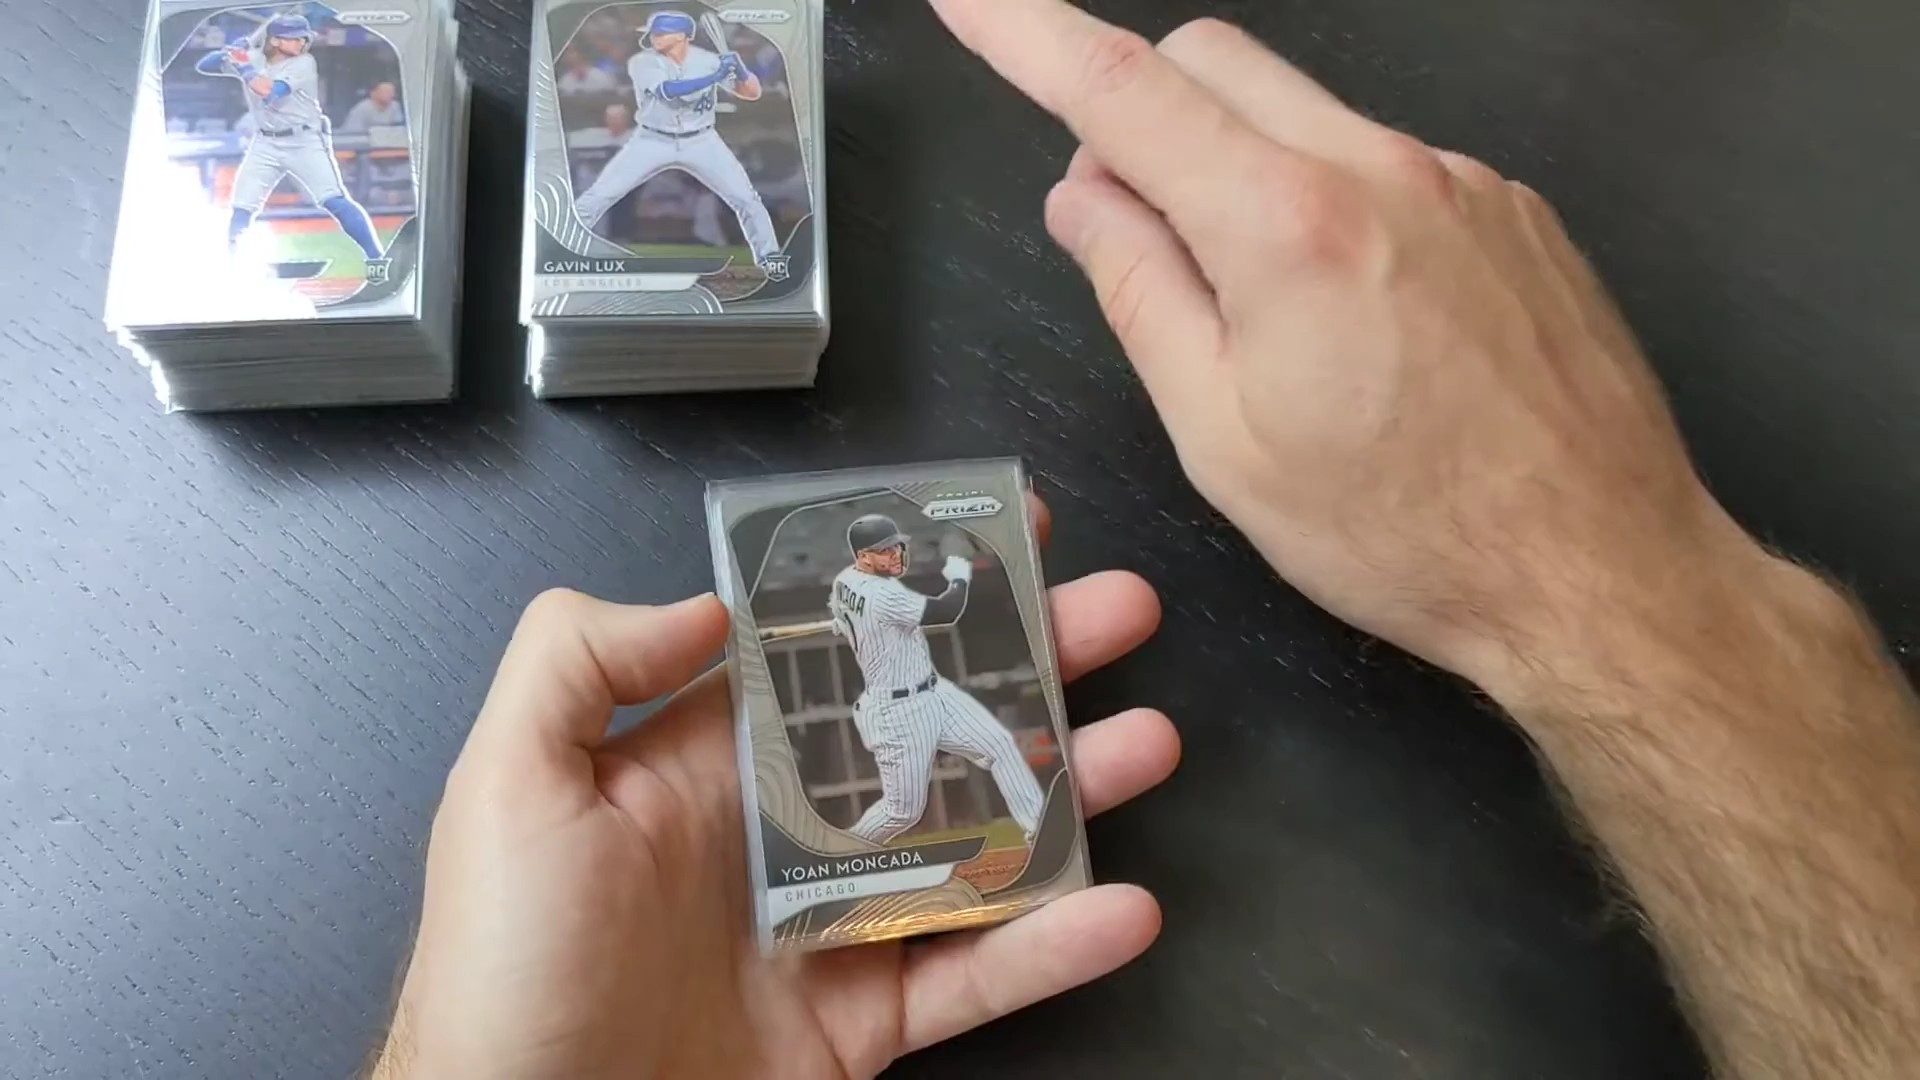 PRIZM
RC
PRIZM
GAVIN LUX
LOS ANGELES
RC
PANINI
PRIZM
YOAN MONCADA
CHICAGO